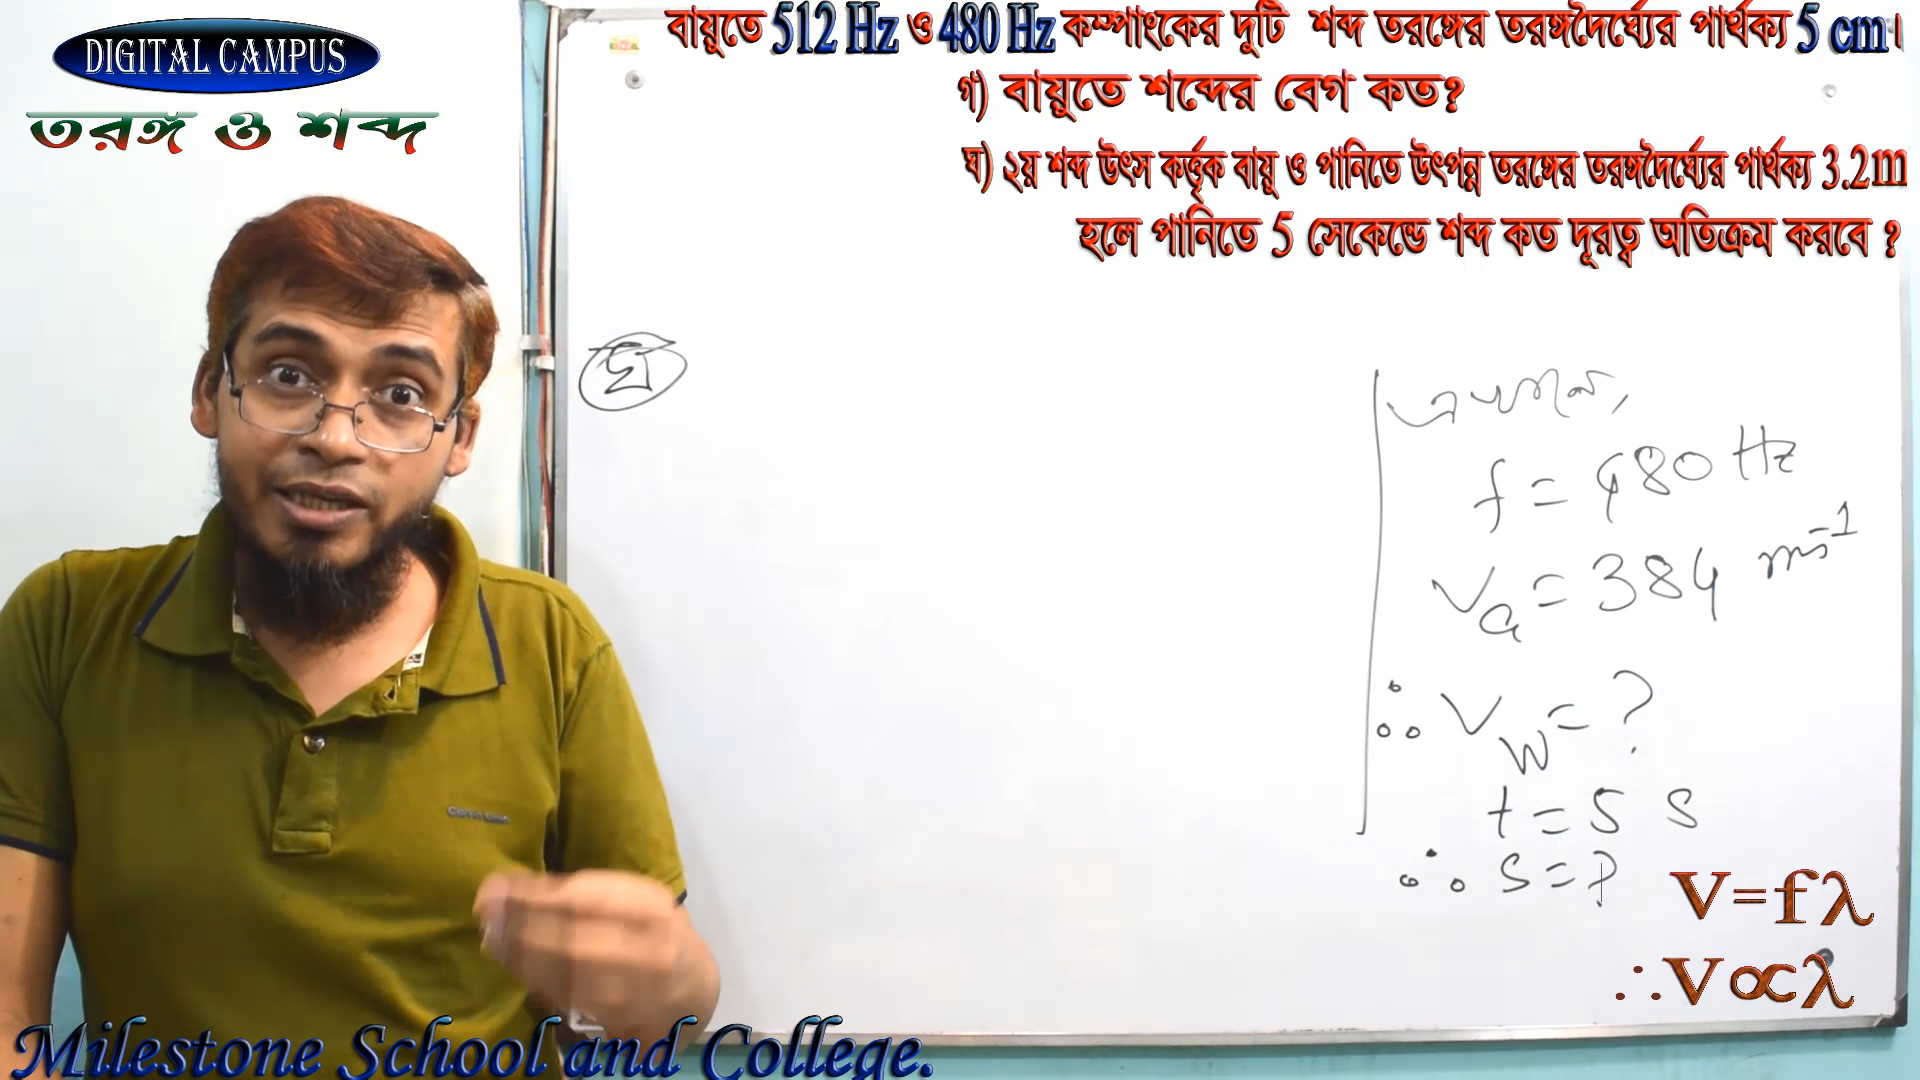 DIGITAL CAMPUS
তরঙ্গ ও শব্দ
বায়ুতে 512 Hz ও 480 Hz কম্পাংকের দুটি শব্দ তরঙ্গের তরঙ্গদৈর্ঘ্যের পার্থক্য 5 cm।
গ) বায়ুতে শব্দের বেগ কত?
ঘ) ২য় শব্দ উৎস কর্তৃক বায়ু ও পানিতে উৎপন্ন তরঙ্গের তরঙ্গদৈর্ঘ্যের পার্থক্য 3.2m
হলে পানিতে 5 সেকেন্ডে শব্দ কত দূরত্ব অতিক্রম করবে ?
ঘ
এখানে,
f = 480 Hz
Va = 384 ms⁻¹
∴ Vw = ?
t = 5 s
∴ s = ?
V=fλ
∴V∝λ
Milestone School and College.